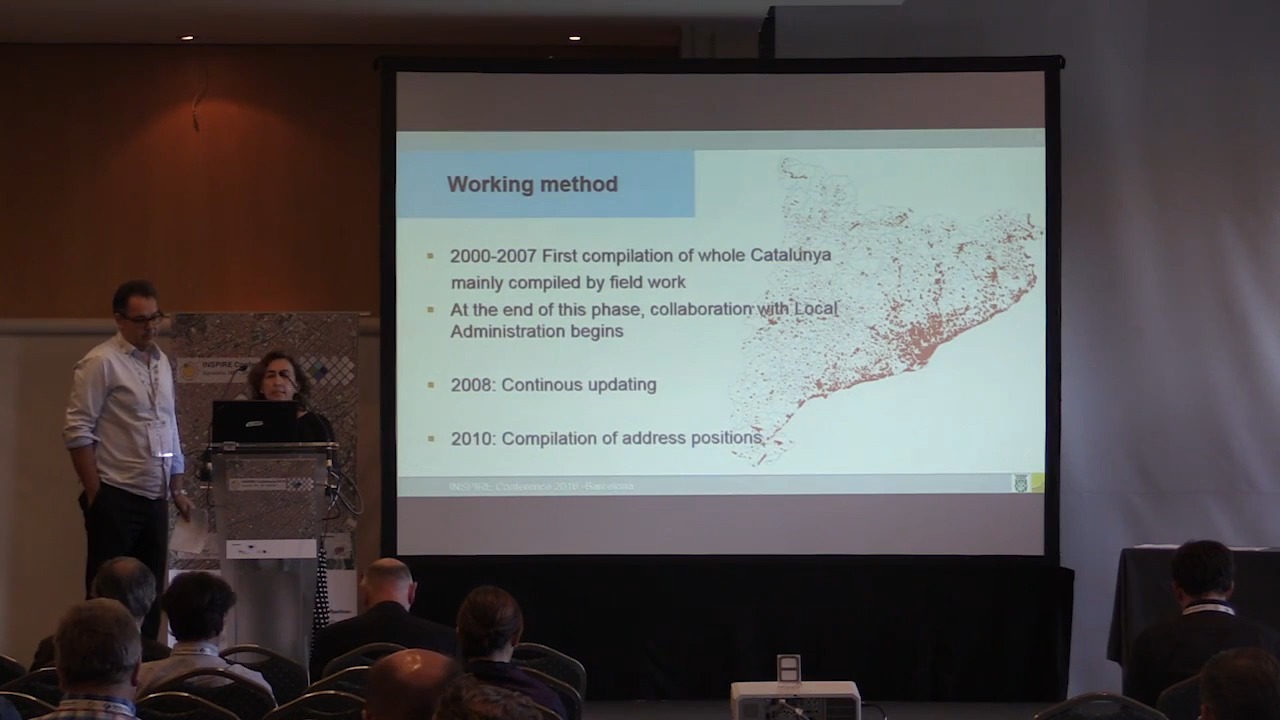 Working method
2000-2007 First compilation of whole Catalunya
mainly compiled by field work
At the end of this phase, collaboration with Local
Administration begins
2008: Continous updating
2010: Compilation of address positions
INSPIRE Conference 2016 -Barcelona
INSPIRE